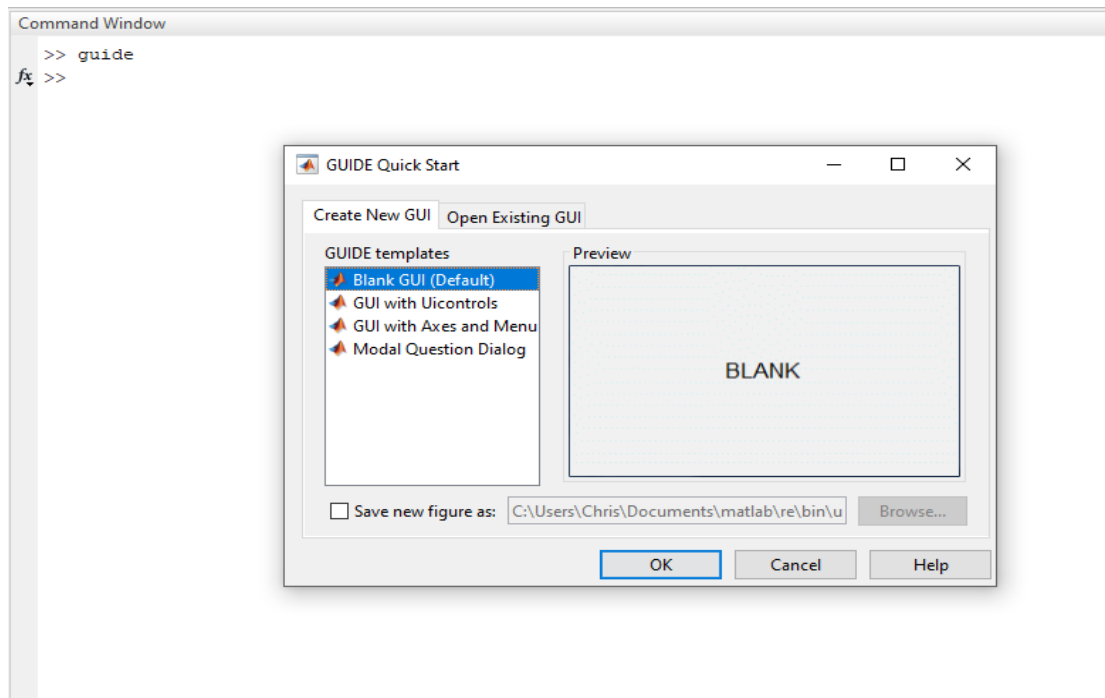 Command Window
>> guide
fx >>
GUIDE Quick Start
Create New GUI Open Existing GUI
GUIDE templates
Blank GUI (Default)
GUI with Uicontrols
GUI with Axes and Menu
Modal Question Dialog
Preview
BLANK
Save new figure as: C:\Users\Chris\Documents\matlab\re\bin\u Browse...
OK Cancel Help